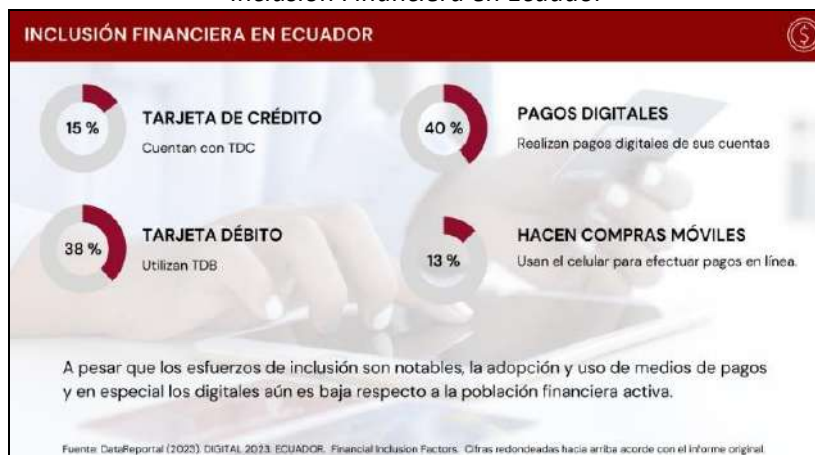 Inclusión Financiera en Ecuador
INCLUSIÓN FINANCIERA EN ECUADOR
15 %
TARJETA DE CRÉDITO
Cuentan con TDC
40 %
PAGOS DIGITALES
Realizan pagos digitales de sus cuentas
38 %
TARJETA DÉBITO
Utilizan TDB
13 %
HACEN COMPRAS MÓVILES
Usan el celular para efectuar pagos en línea.
A pesar que los esfuerzos de inclusión son notables, la adopción y uso de medios de pagos
y en especial los digitales aún es baja respecto a la población financiera activa.
Fuente: DataReportal (2023). DIGITAL 2023. ECUADOR. Financial Inclusion Factors. Cifras redondeadas hacia arriba acorde con el informe original.